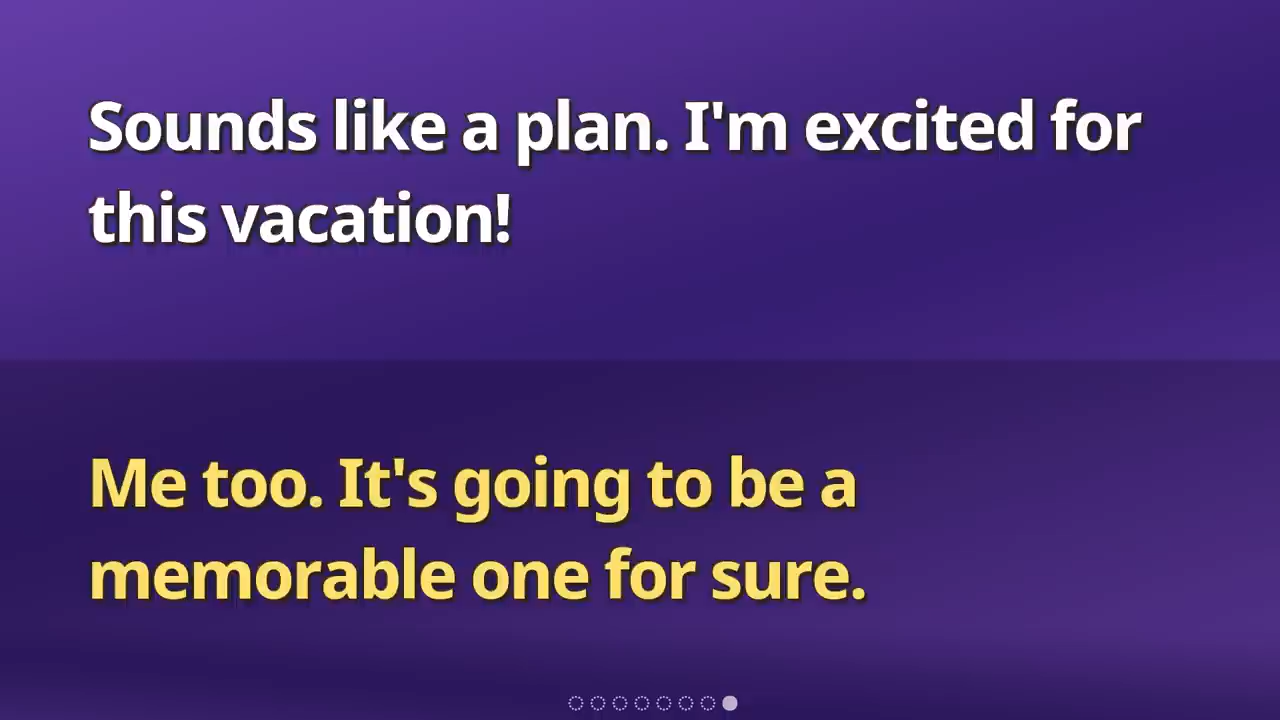 Sounds like a plan. I'm excited for
this vacation!
Me too. It's going to be a
memorable one for sure.